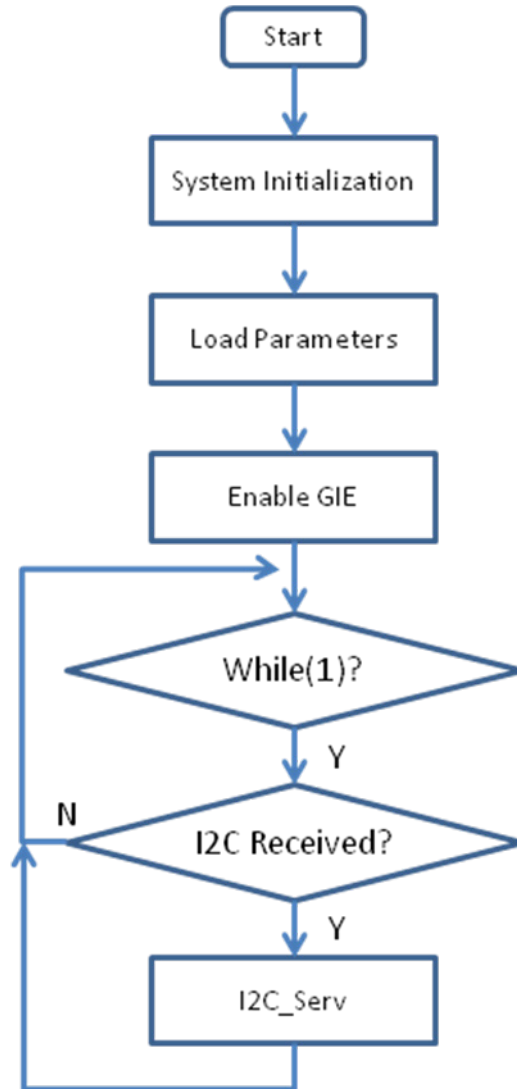 Start
System Initialization
Load Parameters
Enable GIE
While(1)?
Y
N
I2C Received?
Y
I2C_Serv